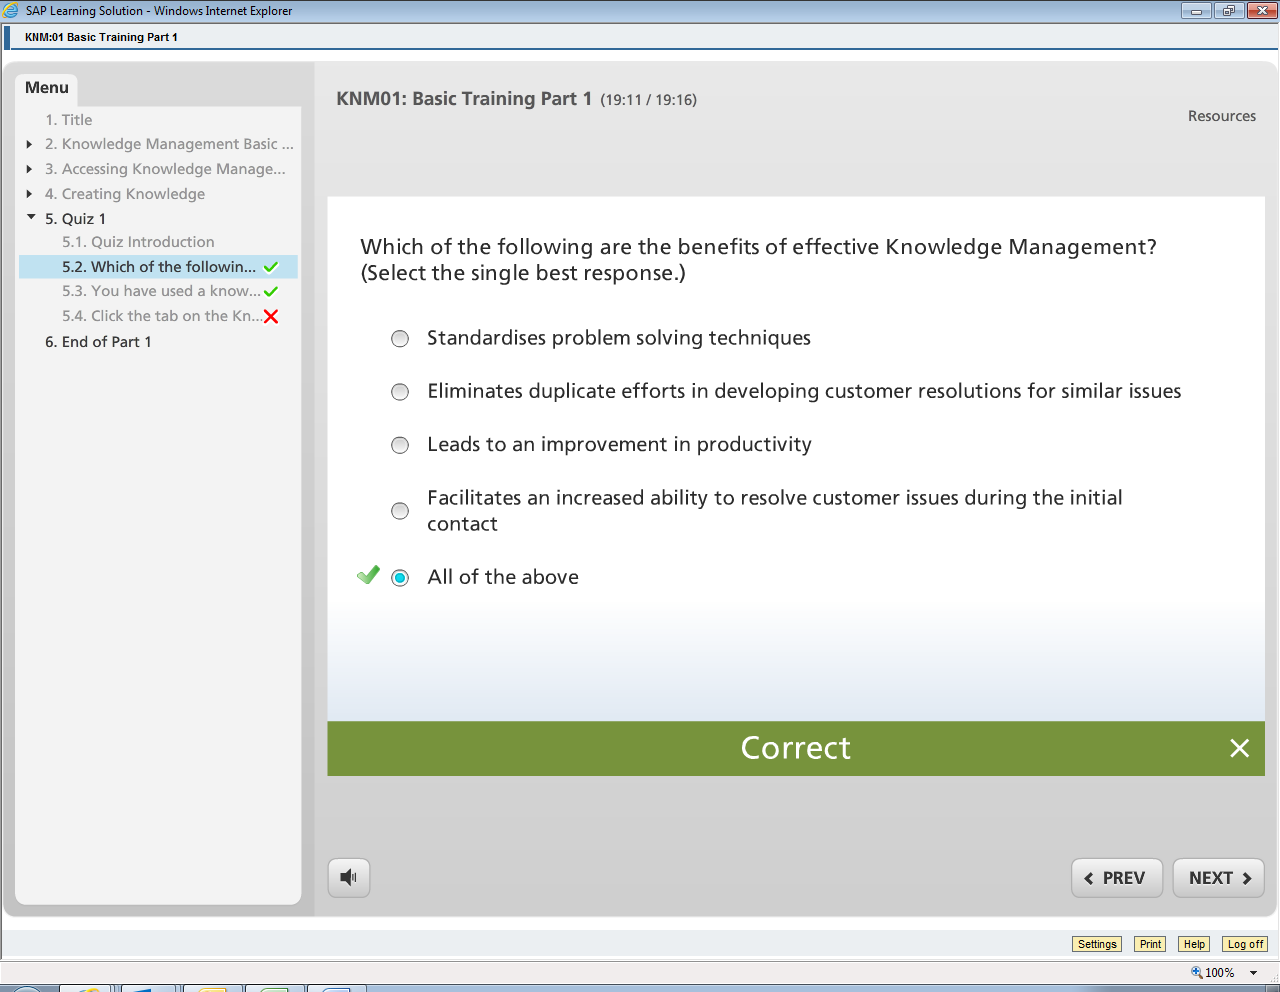 SAP Learning Solution - Windows Internet Explorer
KNM:01 Basic Training Part 1
Menu
1. Title
2. Knowledge Management Basic ...
3. Accessing Knowledge Manage...
4. Creating Knowledge
5. Quiz 1
5.1. Quiz Introduction
5.2. Which of the followin...
5.3. You have used a know...
5.4. Click the tab on the Kn...
6. End of Part 1
KNM01: Basic Training Part 1 (19:11 / 19:16)
Resources
Which of the following are the benefits of effective Knowledge Management?
(Select the single best response.)
Standardises problem solving techniques
Eliminates duplicate efforts in developing customer resolutions for similar issues
Leads to an improvement in productivity
Facilitates an increased ability to resolve customer issues during the initial
contact
All of the above
Correct
PREV
NEXT
Settings
Print
Help
Log off
100%